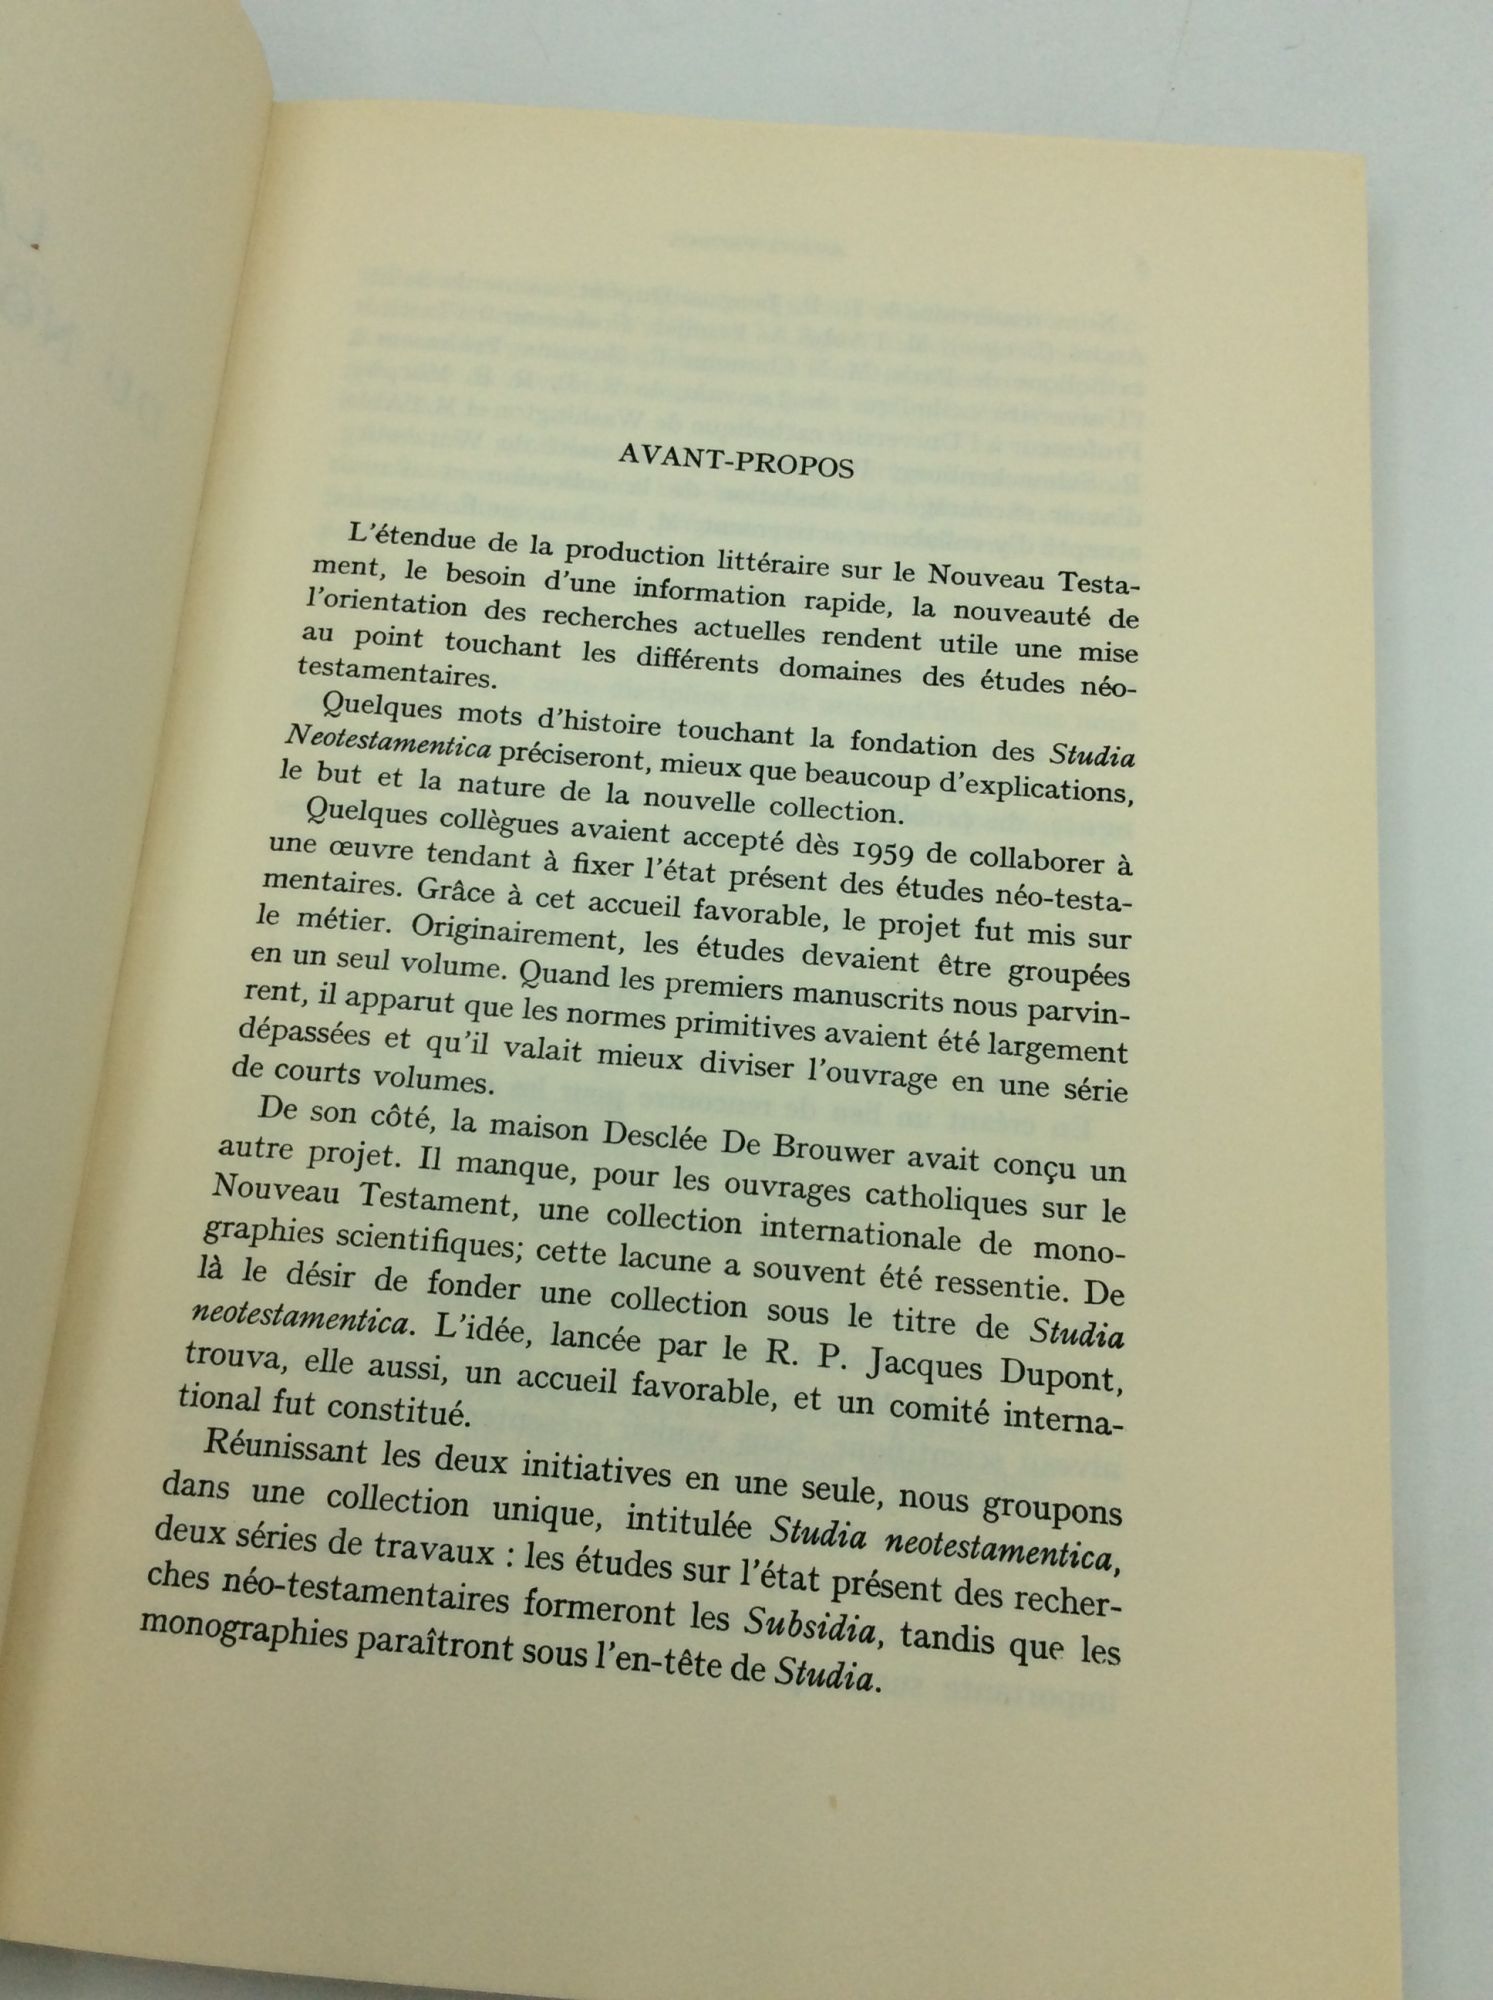 AVANT-PROPOS
L'étendue de la production littéraire sur le Nouveau Testa-
ment, le besoin d'une information rapide, la nouveauté de
l'orientation des recherches actuelles rendent utile une mise
au point touchant les différents domaines des études néo-
testamentaires.
Quelques mots d'histoire touchant la fondation des Studia
Neotestamentica préciseront, mieux que beaucoup d'explications,
le but et la nature de la nouvelle collection.
Quelques collègues avaient accepté dès 1959 de collaborer à
une œuvre tendant à fixer l'état présent des études néo-testa-
mentaires. Grâce à cet accueil favorable, le projet fut mis sur
le métier. Originairement, les études devaient être groupées
en un seul volume. Quand les premiers manuscrits nous parvin-
rent, il apparut que les normes primitives avaient été largement
dépassées et qu'il valait mieux diviser l'ouvrage en une série
de courts volumes.
De son côté, la maison Desclée De Brouwer avait conçu un
autre projet. Il manque, pour les ouvrages catholiques sur le
Nouveau Testament, une collection internationale de mono-
graphies scientifiques; cette lacune a souvent été ressentie. De
là le désir de fonder une collection sous le titre de Studia
neotestamentica. L'idée, lancée par le R. P. Jacques Dupont,
trouva, elle aussi, un accueil favorable, et un comité interna-
tional fut constitué.
Réunissant les deux initiatives en une seule, nous groupons
dans une collection unique, intitulée Studia neotestamentica,
deux séries de travaux : les études sur l'état présent des recher-
ches néo-testamentaires formeront les Subsidia, tandis que les
monographies paraîtront sous l'en-tête de Studia.